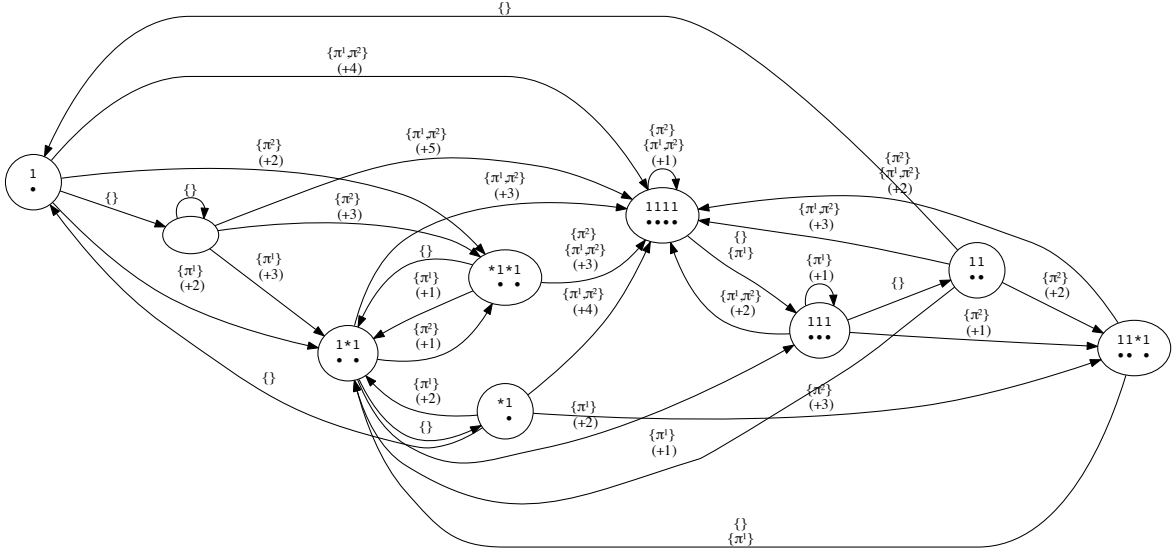 {}
{π¹,π²}
(+4)
{π²}
{π¹,π²}
(+1)
{π¹,π²}
(+5)
{π²}
(+2)
{π²}
{π¹,π²}
(+2)
1
•
{}
{}
{π²}
(+3)
{π¹,π²}
(+3)
1111
••••
{π¹,π²}
(+3)
{π¹}
(+2)
{π¹}
(+3)
{}
{π¹}
(+1)
*1*1
• •
{π²}
{π¹,π²}
(+3)
{}
{π¹}
{π¹}
(+1)
{}
11
••
{π²}
(+2)
{π¹,π²}
(+4)
{π¹,π²}
(+2)
111
•••
{π²}
(+1)
1*1
• •
{π²}
(+1)
11*1
•• •
{}
{π¹}
(+2)
{}
*1
•
{π¹}
(+2)
{π²}
(+3)
{π¹}
(+1)
{}
{π¹}